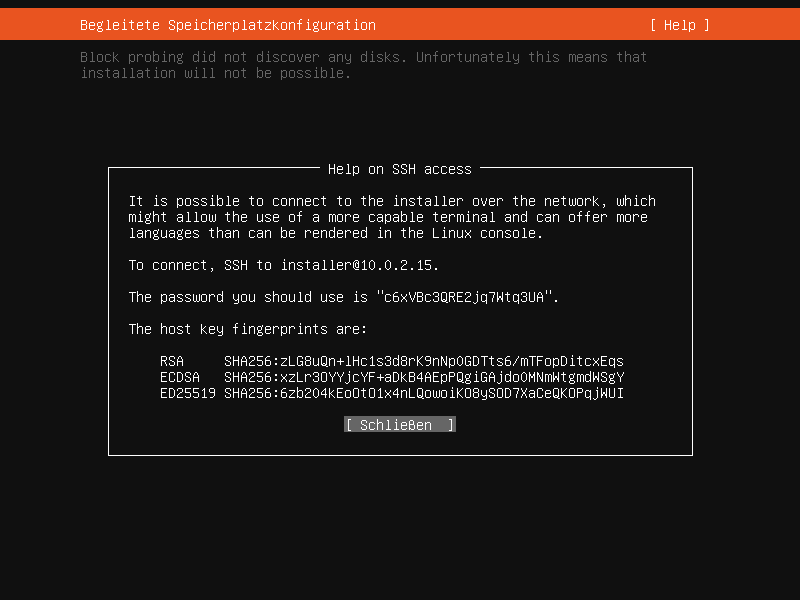 Begleitete Speicherplatzkonfiguration [ Help ]
Block probing did not discover any disks. Unfortunately this means that
installation will not be possible.
Help on SSH access
It is possible to connect to the installer over the network, which
might allow the use of a more capable terminal and can offer more
languages than can be rendered in the Linux console.
To connect, SSH to installer@10.0.2.15.
The password you should use is "c6xVBc3QRE2jq7Wtq3UA".
The host key fingerprints are:
RSA SHA256:zLG8uQn+lHc1s3d8rK9nNp0GDTts6/mTFopDitcxEqs
ECDSA SHA256:xzLr3OYYjcYF+aDkB4AEpPQgiGAjdo0MNmWtgmdWSgY
ED25519 SHA256:6zb204kEoOtO1x4nLQowoiKO8ySOD7XaCeQKOPqjWUI
[ Schließen ]